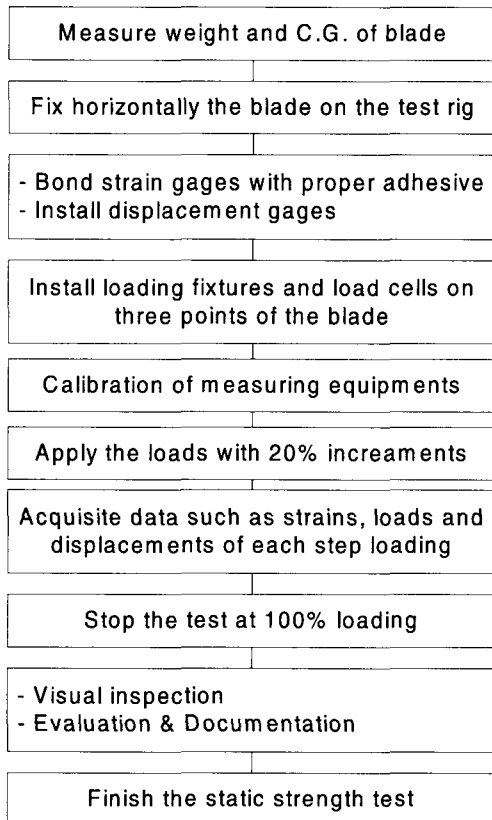 Measure weight and C.G. of blade
Fix horizontally the blade on the test rig
- Bond strain gages with proper adhesive
- Install displacement gages
Install loading fixtures and load cells on
three points of the blade
Calibration of measuring equipments
Apply the loads with 20% increaments
Acquisite data such as strains, loads and
displacements of each step loading
Stop the test at 100% loading
- Visual inspection
- Evaluation & Documentation
Finish the static strength test